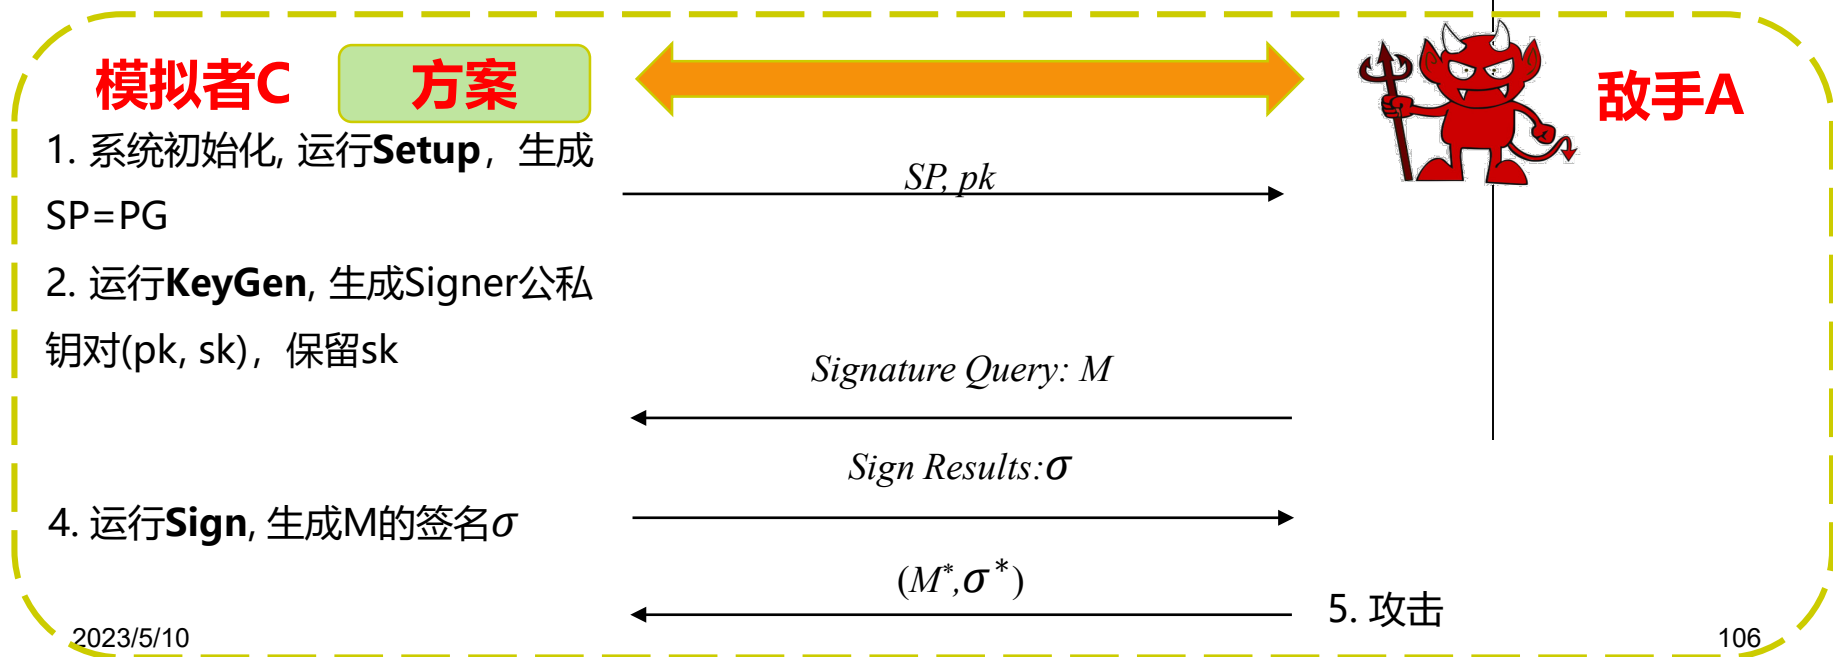 模拟者C
方案
敌手A
1. 系统初始化, 运行Setup，生成
SP=PG
SP, pk
2. 运行KeyGen, 生成Signer公私
钥对(pk, sk)，保留sk
Signature Query: M
Sign Results:σ
4. 运行Sign, 生成M的签名σ
(M*,σ*)
5. 攻击
2023/5/10
106